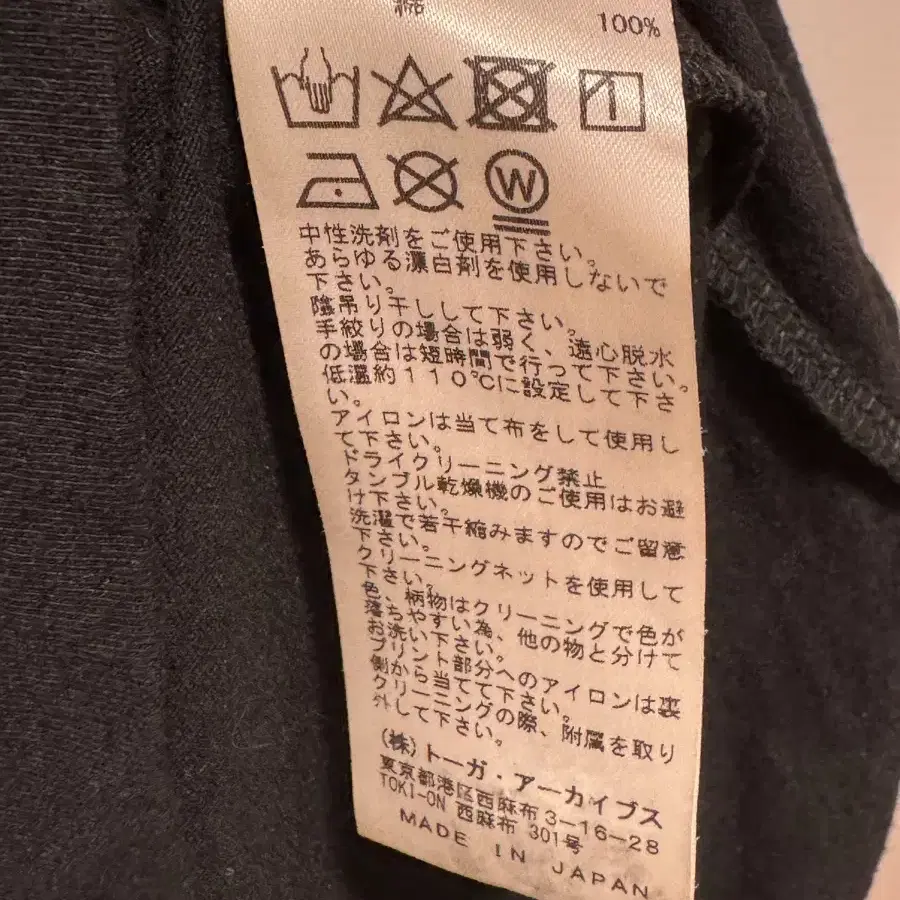 綿 100%
W
中性洗剤をご使用下さい。
あらゆる漂白剤を使用しないで
下さい。
陰吊り干しして下さい。
手絞りの場合は弱く、遠心脱水
の場合は短時間で行って下さい。
低温約110℃に設定して下さ
い。
アイロンは当て布をして使用し
て下さい。
ドライクリーニング禁止
タンブル乾燥機のご使用はお避
け下さい。
洗濯で若干縮みますのでご留意
下さい。
クリーニングネットを使用して
下さい。
色、柄物はクリーニングで色が
落ちやすい為、他の物と分けて
お洗い下さい。
プリント部分へのアイロンは裏
側から当てて下さい。
クリーニングの際、附属を取り
外して下さい。
(株)トーガ・アーカイブス
東京都港区西麻布 3-16-28
TOKI-ON 西麻布 301号
MADE IN JAPAN